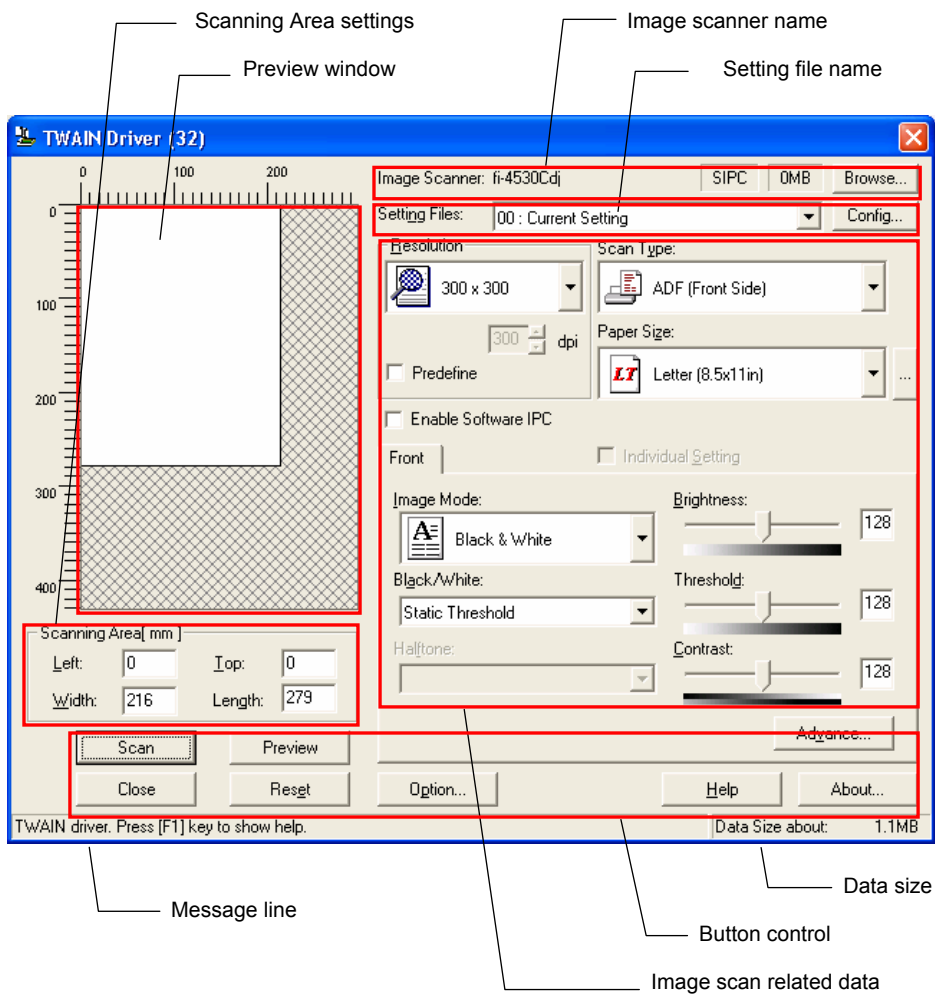 Scanning Area settings
Image scanner name
Preview window
Setting file name
TWAIN Driver (32)
0 100 200
Image Scanner: fi-4530Cdj SIPC 0MB Browse...
0
Setting Files: 00 : Current Setting Config...
Resolution
Scan Type:
300 x 300
ADF (Front Side)
100
300 dpi
Paper Size:
Predefine
LT Letter (8.5x11in) ...
200
Enable Software IPC
Front
Individual Setting
300
Image Mode:
Brightness:
A Black & White
128
Black/White:
Threshold:
400
Static Threshold
128
Scanning Area[ mm ]
Halftone:
Contrast:
Left: 0 Top: 0
128
Width: 216 Length: 279
Scan Preview
Advance...
Close Reset Option... Help About...
TWAIN driver. Press [F1] key to show help. Data Size about: 1.1MB
Data size
Message line
Button control
Image scan related data